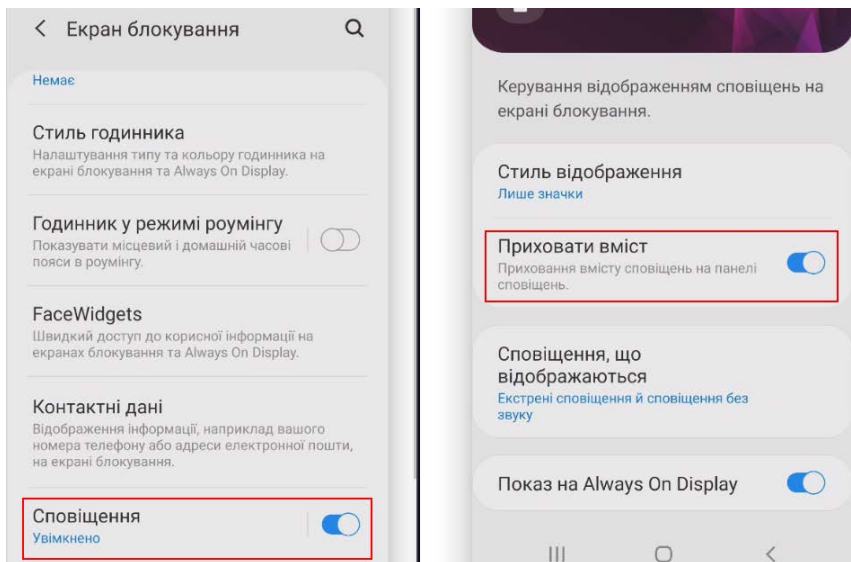 Екран блокування
Немає
Стиль годинника
Налаштування типу та кольору годинника на
екрані блокування та Always On Display.
Годинник у режимі роумінгу
Показувати місцевий і домашній часові
пояси в роумінгу.
FaceWidgets
Швидкий доступ до корисної інформації на
екранах блокування та Always On Display.
Контактні дані
Відображення інформації, наприклад вашого
номера телефону або адреси електронної пошти,
на екрані блокування.
Сповіщення
Увімкнено
Керування відображенням сповіщень на
екрані блокування.
Стиль відображення
Лише значки
Приховати вміст
Приховання вмісту сповіщень на панелі
сповіщень.
Сповіщення, що
відображаються
Екстрені сповіщення й сповіщення без
звуку
Показ на Always On Display